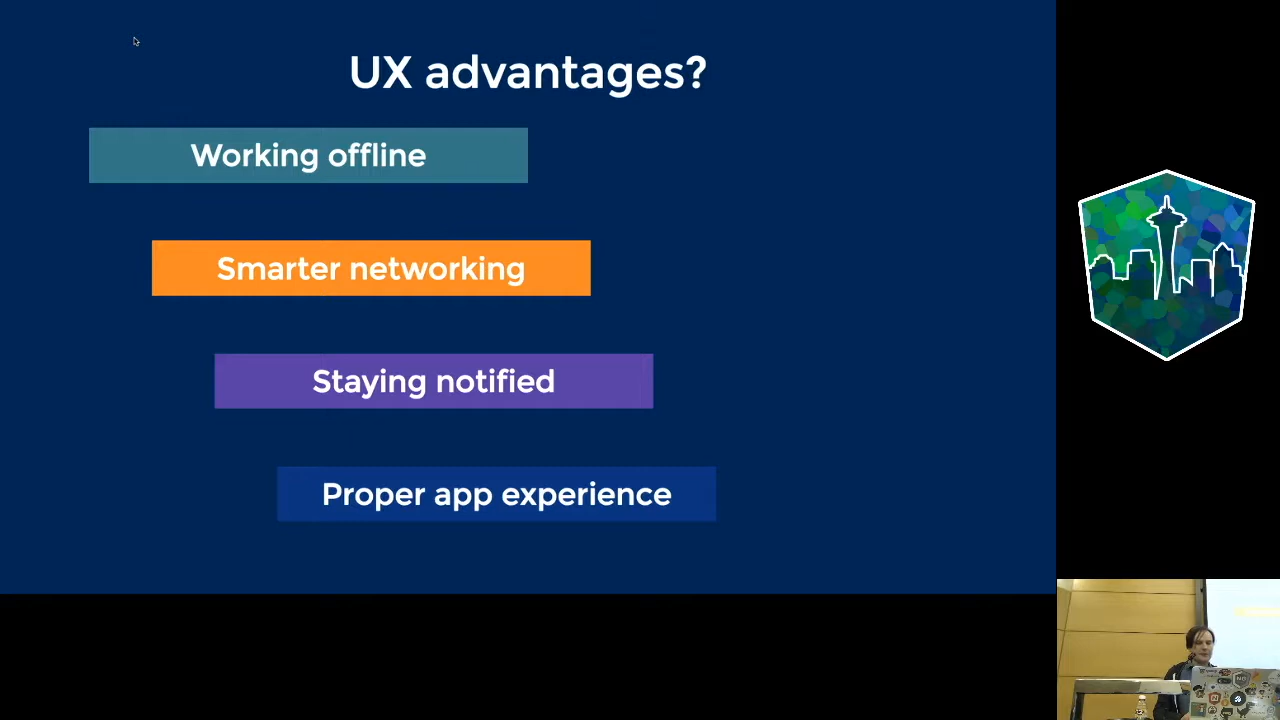 UX advantages?
Working offline
Smarter networking
Staying notified
Proper app experience